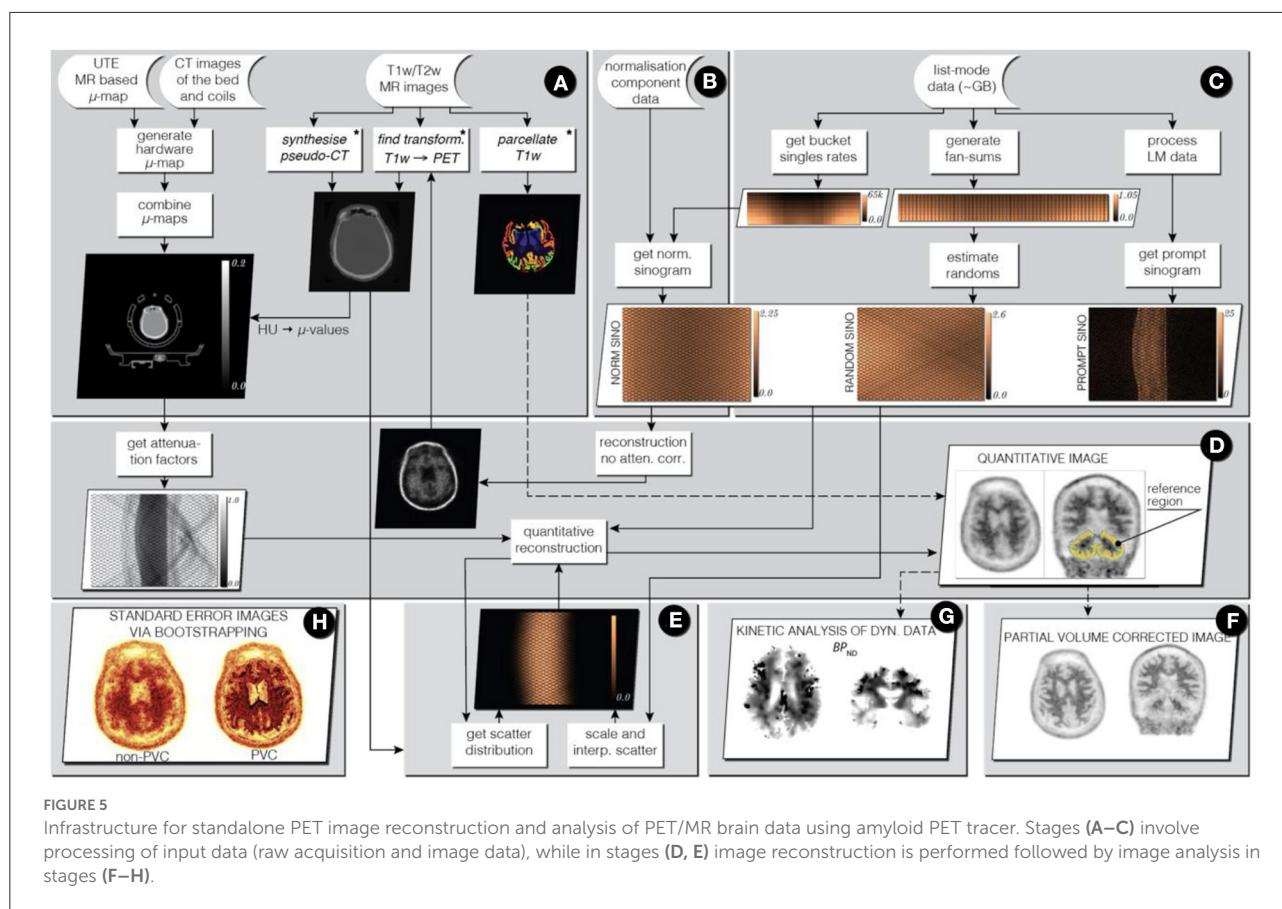 UTE
MR based
μ-map
CT images
of the bed
and coils
generate
hardware
μ-map
combine
μ-maps
T1w/T2w
MR images
A
synthesise *
pseudo-CT
find transform. *
T1w → PET
parcellate *
T1w
0.2
0.0
HU → μ-values
normalisation
component
data
B
get norm.
sinogram
list-mode
data (~GB)
C
get bucket
singles rates
generate
fan-sums
process
LM data
65k
0.0
1.05
0.0
estimate
randoms
get prompt
sinogram
NORM SINO
2.25
0.0
RANDOM SINO
2.6
0.0
PROMPT SINO
25
0
get attenua-
tion factors
1.0
0.0
reconstruction
no atten. corr.
quantitative
reconstruction
D
QUANTITATIVE IMAGE
reference
region
STANDARD ERROR IMAGES
VIA BOOTSTRAPPING
H
non-PVC
PVC
E
0.0
get scatter
distribution
scale and
interp. scatter
G
KINETIC ANALYSIS OF DYN. DATA
BPND
F
PARTIAL VOLUME CORRECTED IMAGE
FIGURE 5
Infrastructure for standalone PET image reconstruction and analysis of PET/MR brain data using amyloid PET tracer. Stages (A–C) involve
processing of input data (raw acquisition and image data), while in stages (D, E) image reconstruction is performed followed by image analysis in
stages (F–H).